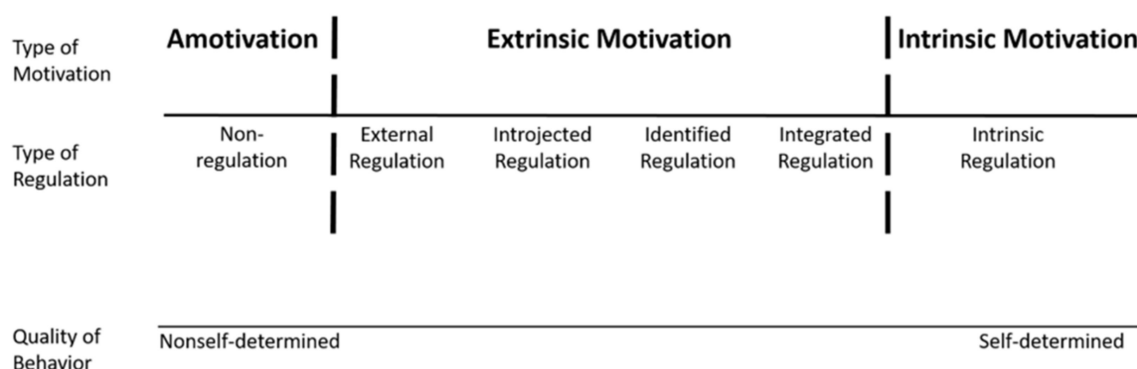 Type of Motivation
Amotivation
Extrinsic Motivation
Intrinsic Motivation
Type of Regulation
Non-
regulation
External
Regulation
Introjected
Regulation
Identified
Regulation
Integrated
Regulation
Intrinsic
Regulation
Quality of
Behavior
Nonself-determined
Self-determined